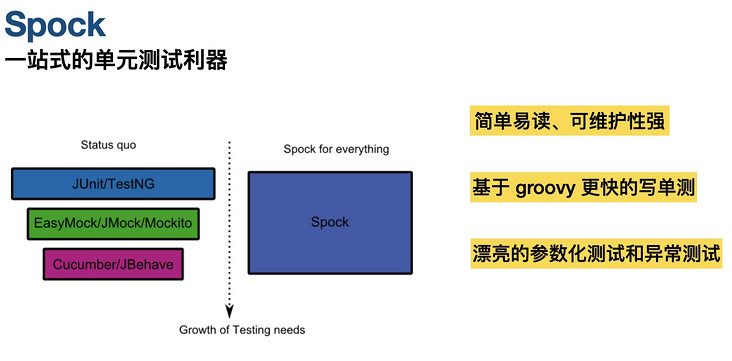 Spock
一站式的单元测试利器
Status quo
JUnit/TestNG
EasyMock/JMock/Mockito
Cucumber/JBehave
Spock for everything
Spock
Growth of Testing needs
简单易读、可维护性强
基于 groovy 更快的写单测
漂亮的参数化测试和异常测试